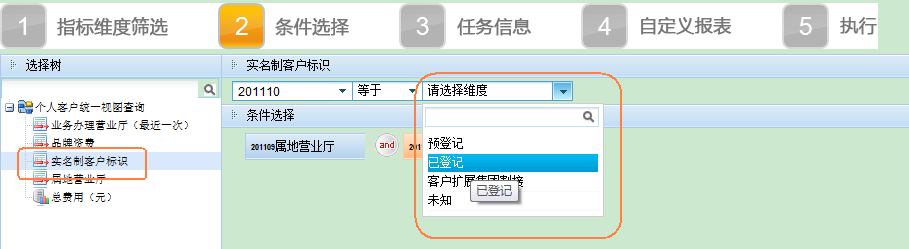 1 指标维度筛选 2 条件选择 3 任务信息 4 自定义报表 5 执行
选择树
个人客户统一视图查询
业务办理营业厅（最近一次）
品牌资费
实名制客户标识
属地营业厅
总费用（元）
实名制客户标识
201110 等于 请选择维度
条件选择
201109属地营业厅 and 20
预登记
已登记
客户扩展集团割接
未知
已登记